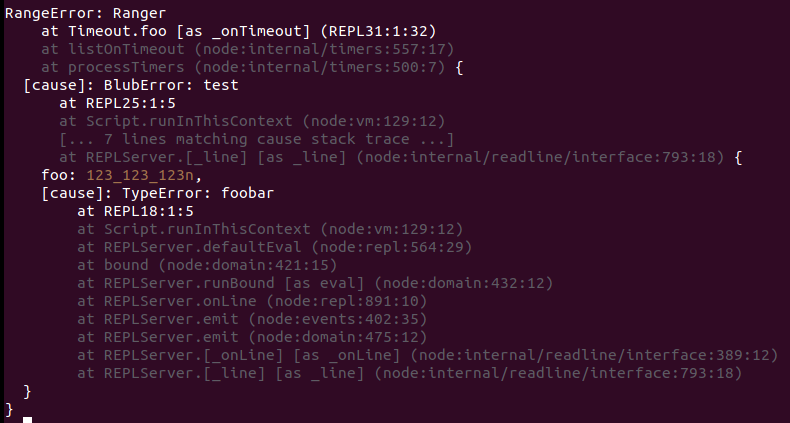 RangeError: Ranger
    at Timeout.foo [as _onTimeout] (REPL31:1:32)
    at listOnTimeout (node:internal/timers:557:17)
    at processTimers (node:internal/timers:500:7) {
  [cause]: BlubError: test
      at REPL25:1:5
      at Script.runInThisContext (node:vm:129:12)
      [... 7 lines matching cause stack trace ...]
      at REPLServer.[_line] [as _line] (node:internal/readline/interface:793:18) {
    foo: 123_123_123n,
    [cause]: TypeError: foobar
        at REPL18:1:5
        at Script.runInThisContext (node:vm:129:12)
        at REPLServer.defaultEval (node:repl:564:29)
        at bound (node:domain:421:15)
        at REPLServer.runBound [as eval] (node:domain:432:12)
        at REPLServer.onLine (node:repl:891:10)
        at REPLServer.emit (node:events:402:35)
        at REPLServer.emit (node:domain:475:12)
        at REPLServer.[_onLine] [as _onLine] (node:internal/readline/interface:389:12)
        at REPLServer.[_line] [as _line] (node:internal/readline/interface:793:18)
  }
}